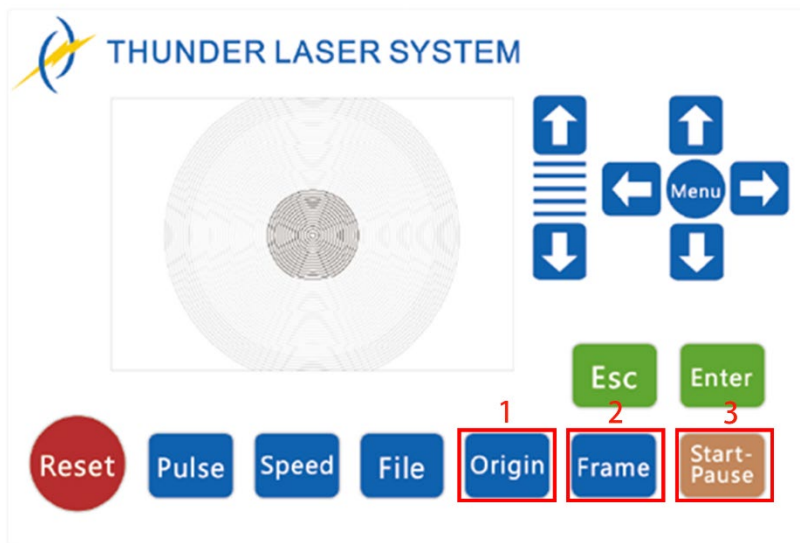 THUNDER LASER SYSTEM
Menu
Esc
Enter
1
2
3
Reset
Pulse
Speed
File
Origin
Frame
Start-
Pause